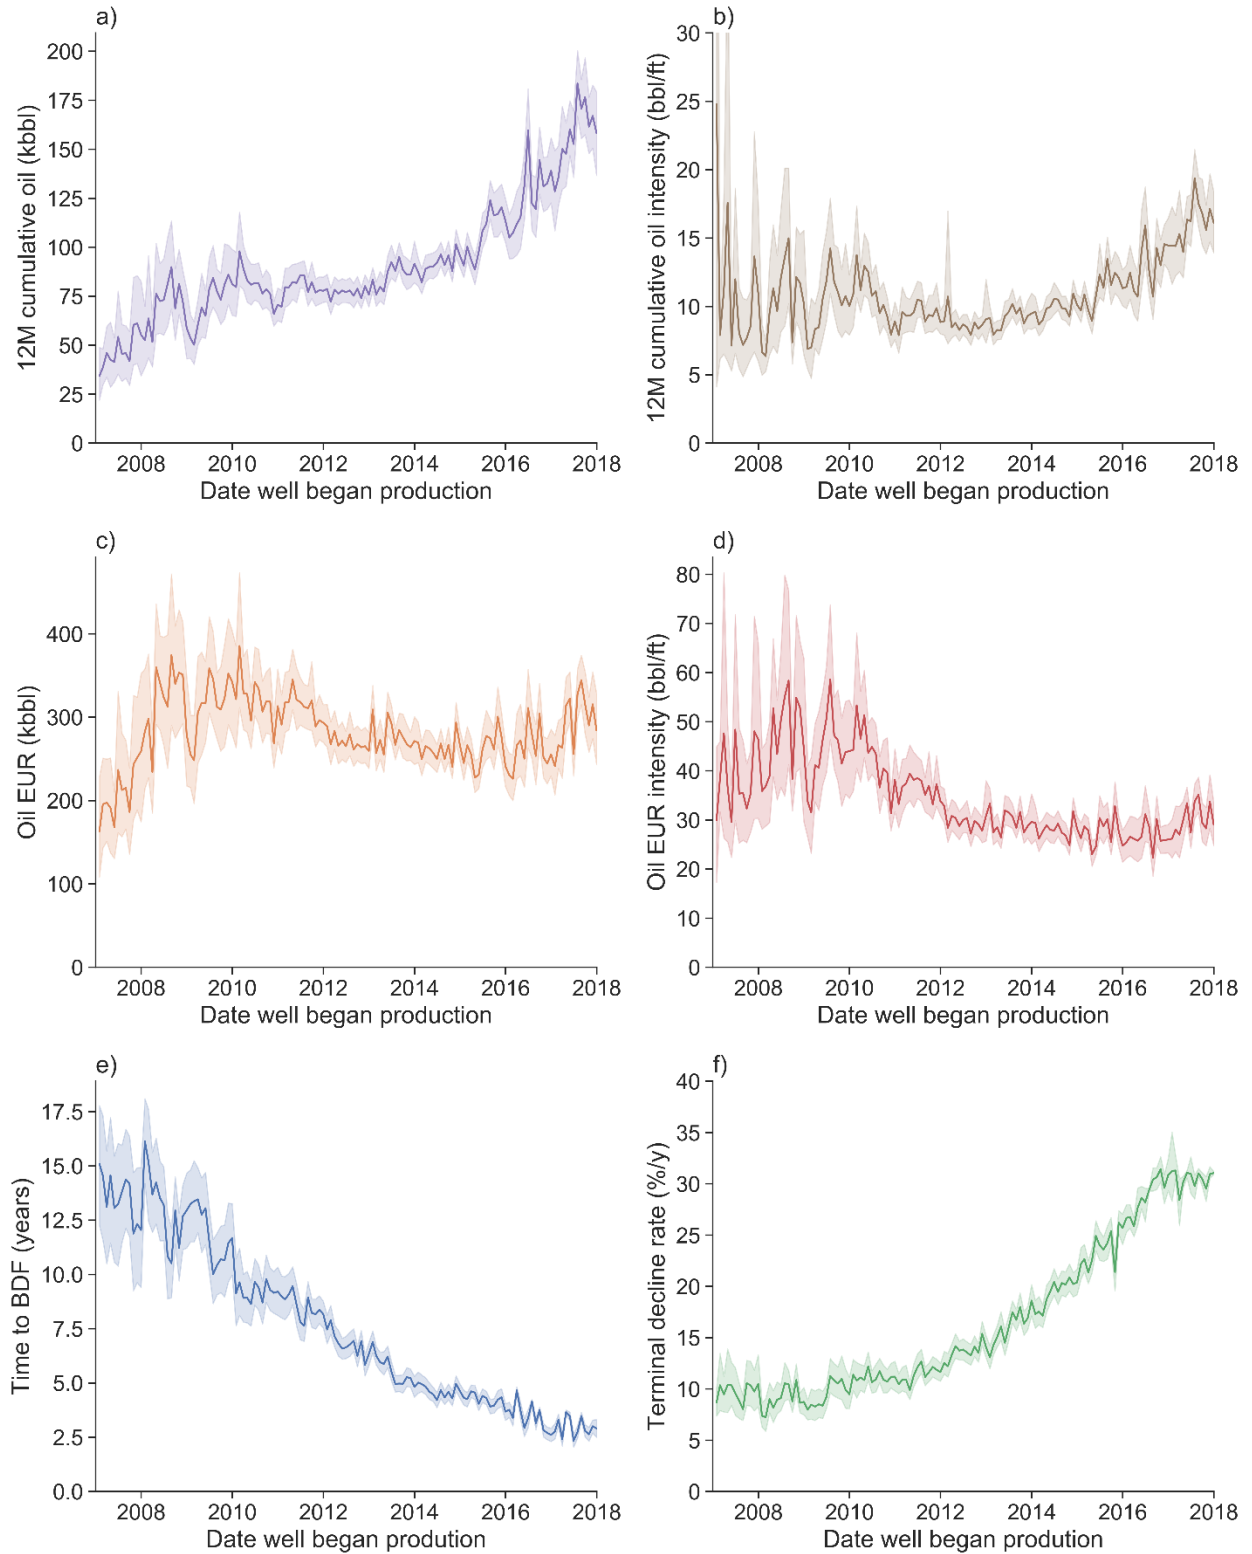 a)
200
175
150
125
100
75
50
25
0
12M cumulative oil (kbbl)
2008 2010 2012 2014 2016 2018
Date well began production
b)
30
25
20
15
10
5
0
12M cumulative oil intensity (bbl/ft)
2008 2010 2012 2014 2016 2018
Date well began production
c)
400
300
200
100
0
Oil EUR (kbbl)
2008 2010 2012 2014 2016 2018
Date well began production
d)
80
70
60
50
40
30
20
10
0
Oil EUR intensity (bbl/ft)
2008 2010 2012 2014 2016 2018
Date well began production
e)
17.5
15.0
12.5
10.0
7.5
5.0
2.5
0.0
Time to BDF (years)
2008 2010 2012 2014 2016 2018
Date well began production
f)
40
35
30
25
20
15
10
5
0
Terminal decline rate (%/y)
2008 2010 2012 2014 2016 2018
Date well began production